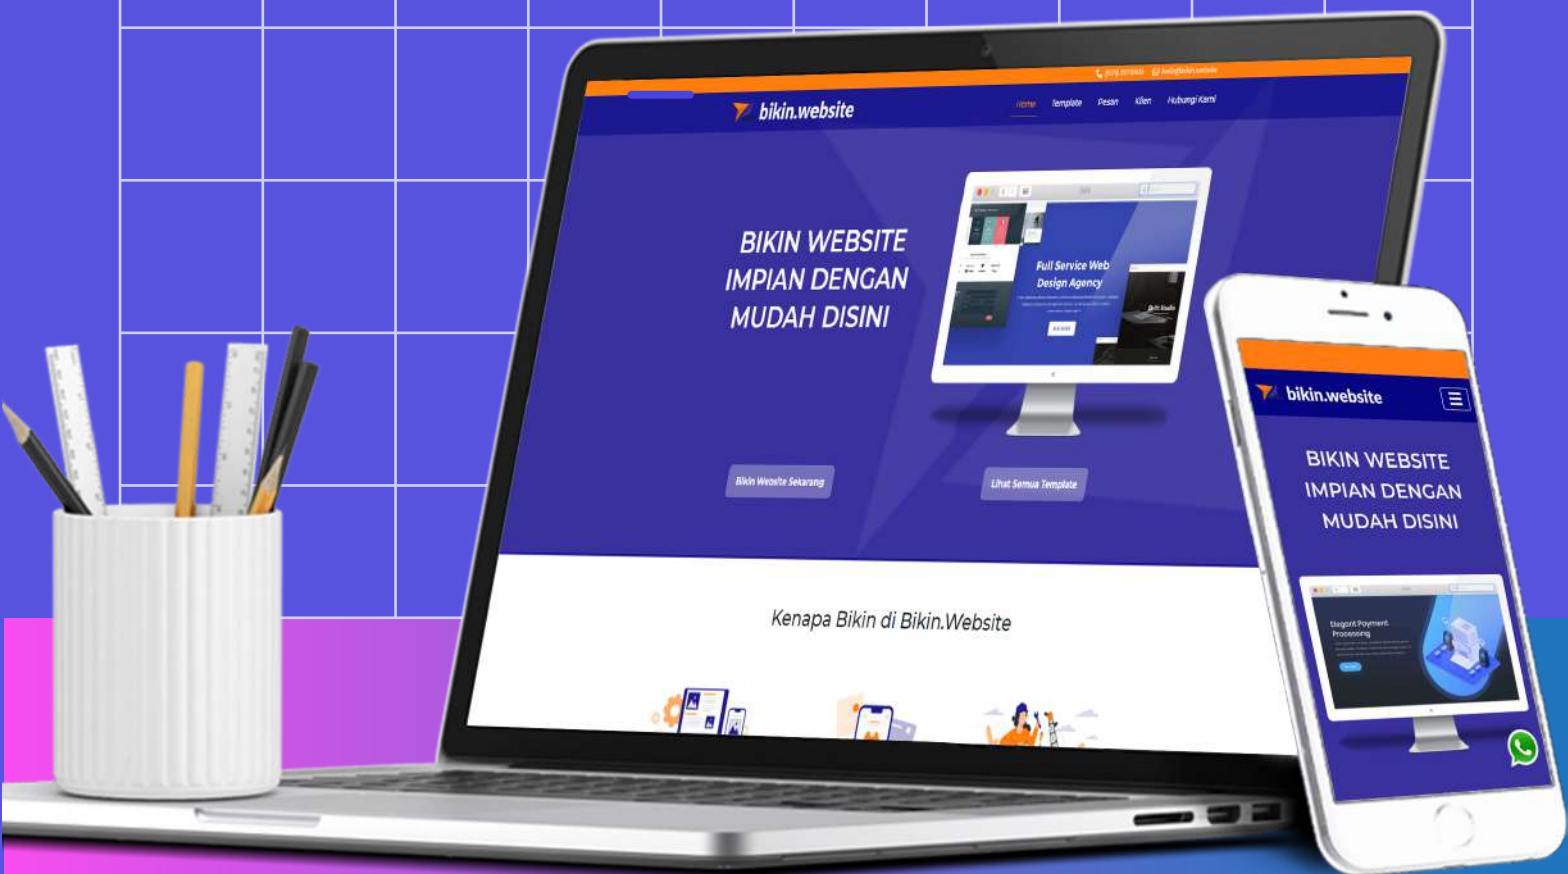 bikin.website
Home Template Pesan Klien Hubungi Kami
BIKIN WEBSITE
IMPIAN DENGAN
MUDAH DISINI
Full Service Web
Design Agency
Bikin Website Sekarang
Lihat Semua Template
Kenapa Bikin di Bikin.Website
bikin.website
BIKIN WEBSITE
IMPIAN DENGAN
MUDAH DISINI
Elegant Payment
Processing